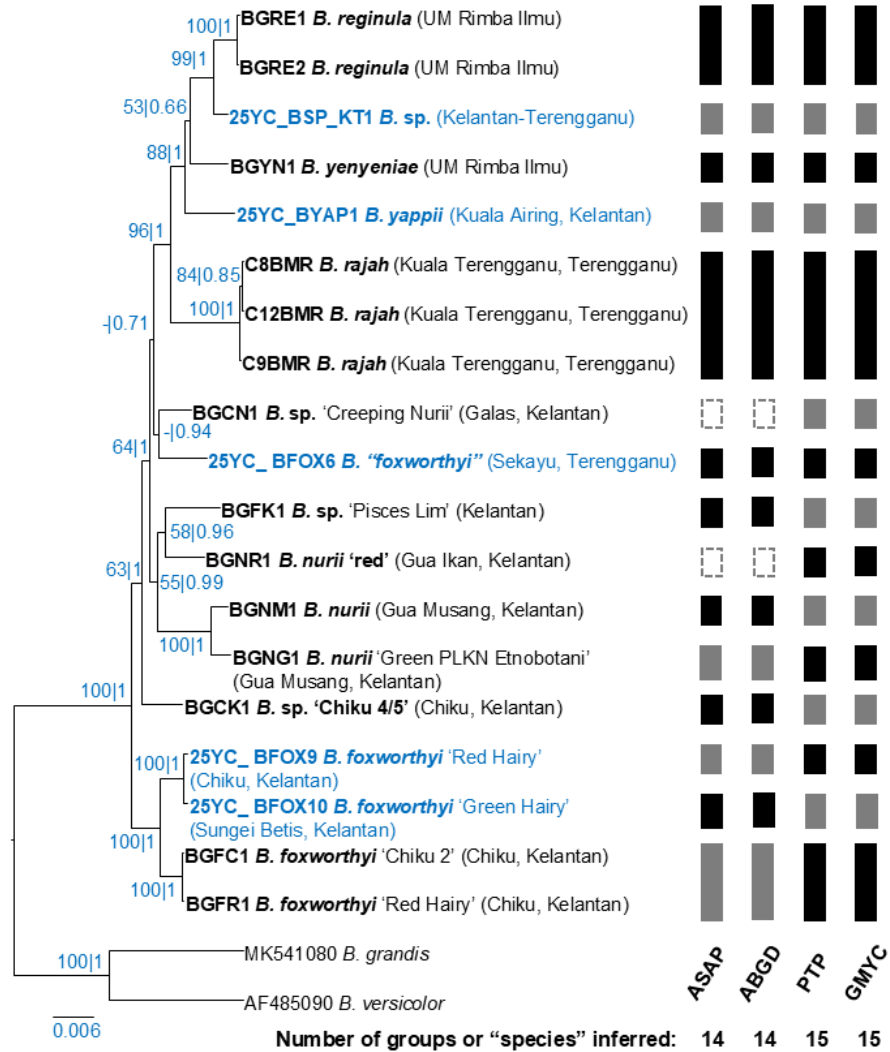 100|1
BGRE1 B. reginula (UM Rimba Ilmu)
99|1
BGRE2 B. reginula (UM Rimba Ilmu)
53|0.66
25YC_BSP_KT1 B. sp. (Kelantan-Terengganu)
88|1
BGYN1 B. yenyeniae (UM Rimba Ilmu)
25YC_BYAP1 B. yappii (Kuala Airing, Kelantan)
96|1
84|0.85
C8BMR B. rajah (Kuala Terengganu, Terengganu)
100|1
C12BMR B. rajah (Kuala Terengganu, Terengganu)
-|0.71
C9BMR B. rajah (Kuala Terengganu, Terengganu)
BGCN1 B. sp. ‘Creeping Nurii’ (Galas, Kelantan)
-|0.94
64|1
25YC_ BFOX6 B. “foxworthyi” (Sekayu, Terengganu)
BGFK1 B. sp. ‘Pisces Lim’ (Kelantan)
58|0.96
BGNR1 B. nurii ‘red’ (Gua Ikan, Kelantan)
63|1
55|0.99
BGNM1 B. nurii (Gua Musang, Kelantan)
100|1
BGNG1 B. nurii ‘Green PLKN Etnobotani’
(Gua Musang, Kelantan)
100|1
BGCK1 B. sp. ‘Chiku 4/5’ (Chiku, Kelantan)
100|1
25YC_ BFOX9 B. foxworthyi ‘Red Hairy’
(Chiku, Kelantan)
25YC_ BFOX10 B. foxworthyi ‘Green Hairy’
(Sungei Betis, Kelantan)
100|1
BGFC1 B. foxworthyi ‘Chiku 2’ (Chiku, Kelantan)
100|1
BGFR1 B. foxworthyi ‘Red Hairy’ (Chiku, Kelantan)
MK541080 B. grandis
100|1
AF485090 B. versicolor
0.006
ASAP
ABGD
PTP
GMYC
Number of groups or “species” inferred: 14 14 15 15